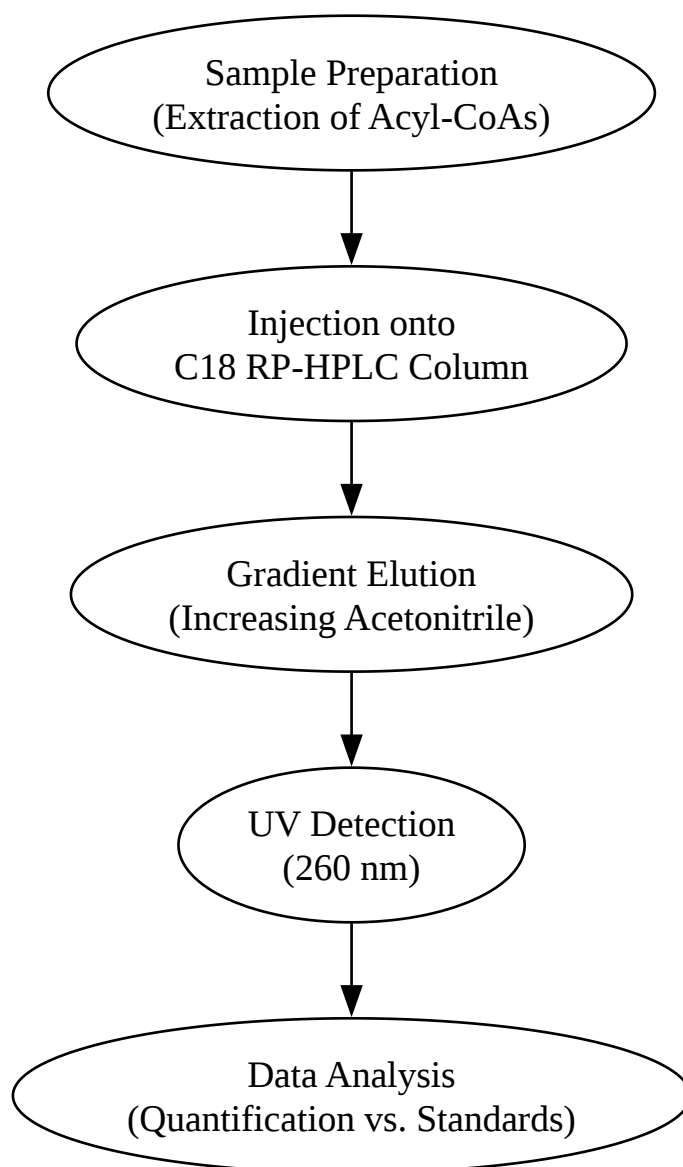 Sample Preparation
(Extraction of Acyl-CoAs)
Injection onto
C18 RP-HPLC Column
Gradient Elution
(Increasing Acetonitrile)
UV Detection
(260 nm)
Data Analysis
(Quantification vs. Standards)